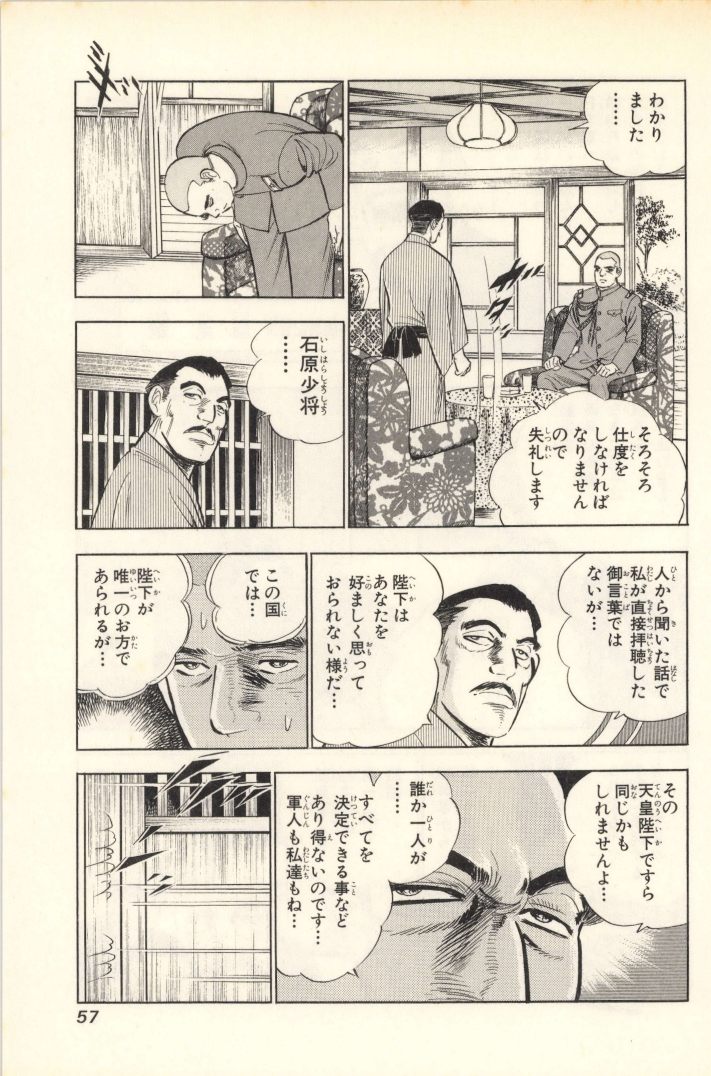 わかり
ました
……
そろそろ
仕度を
しなければ
なりません
ので
失礼します
石原少将
……
人から聞いた話で
私が直接拝聴した
御言葉では
ないが…
陛下は
あなたを
好ましく思って
おられない様だ…
この国
では…
陛下が
唯一のお方で
あられるが…
その
天皇陛下ですら
同じかも
しれませんよ…
誰か一人が
……
すべてを
決定できる事など
あり得ないのです…
軍人も私達もね…
57